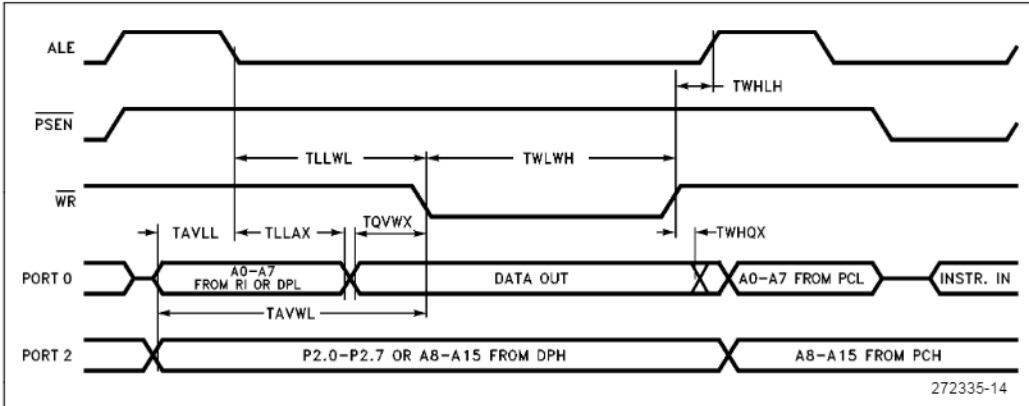 ALE
TWHLH
PSEN
TLLWL
TWLWH
WR
TQVWX
TAVLL
TLLAX
TWHQX
PORT 0
A0–A7
FROM RI OR DPL
DATA OUT
A0–A7 FROM PCL
INSTR. IN
TAVWL
PORT 2
P2.0–P2.7 OR A8–A15 FROM DPH
A8–A15 FROM PCH
272335-14